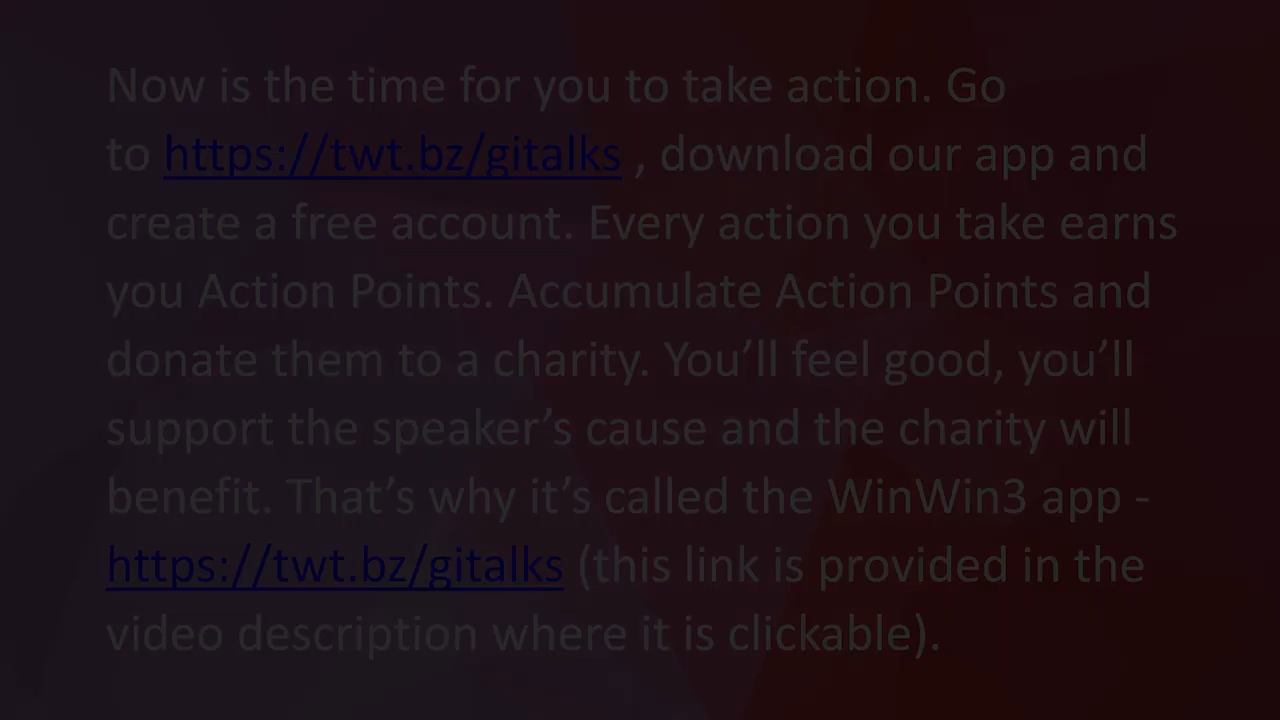 Now is the time for you to take action. Go
to https://twt.bz/gitalks , download our app and
create a free account. Every action you take earns
you Action Points. Accumulate Action Points and
donate them to a charity. You’ll feel good, you’ll
support the speaker’s cause and the charity will
benefit. That’s why it’s called the WinWin3 app -
https://twt.bz/gitalks (this link is provided in the
video description where it is clickable).